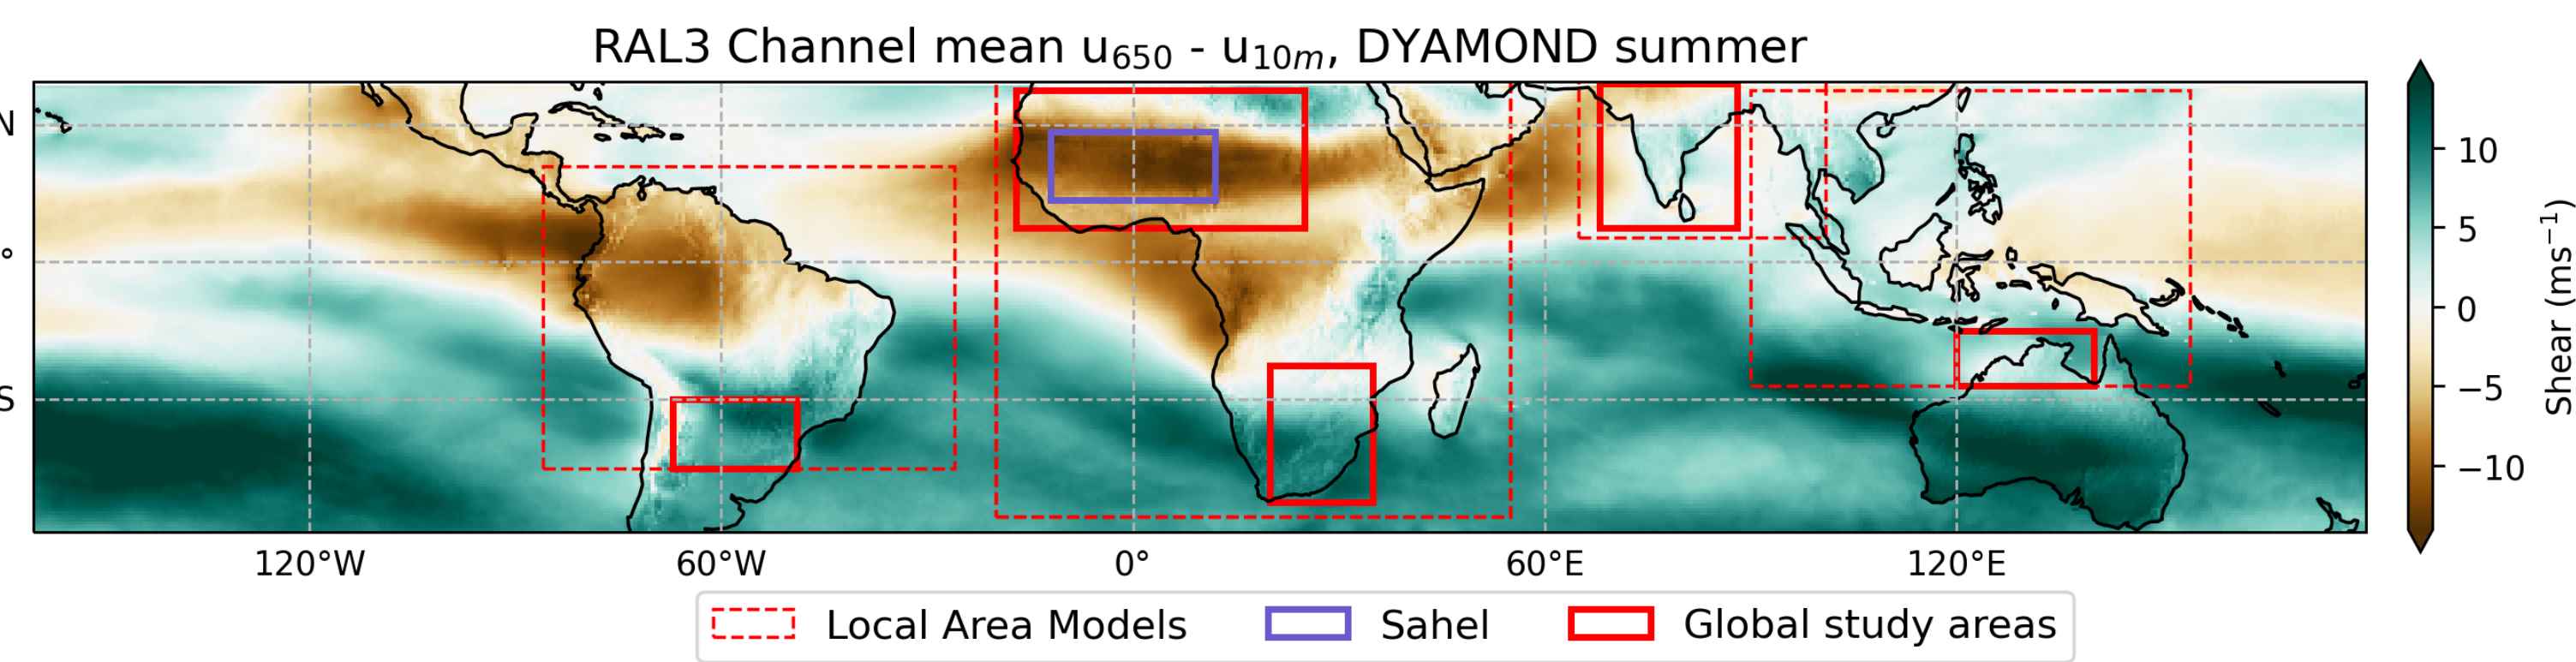 RAL3 Channel mean u₆₅₀ - u₁₀ₘ, DYAMOND summer
N
°
S
120°W 60°W 0° 60°E 120°E
10
5
0
−5
−10
Shear (ms⁻¹)
Local Area Models Sahel Global study areas